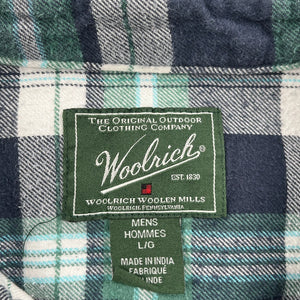 THE ORIGINAL OUTDOOR
CLOTHING COMPANY
Woolrich®
EST. 1830
WOOLRICH WOOLEN MILLS
WOOLRICH, PENNSYLVANIA
MENS
HOMMES
L/G
MADE IN INDIA
FABRIQUÉ
INDE